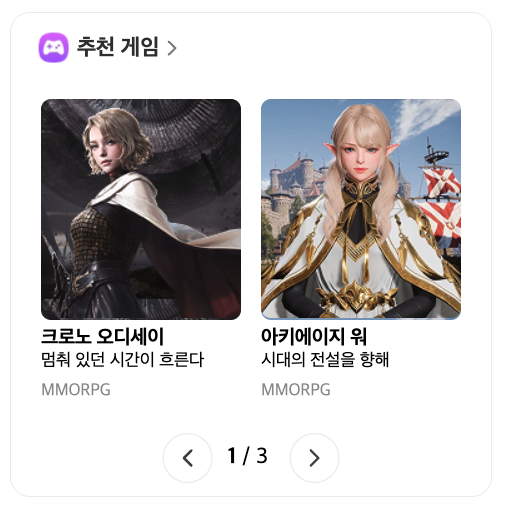 추천 게임
크로노 오디세이
멈춰 있던 시간이 흐른다
MMORPG
아키에이지 워
시대의 전설을 향해
MMORPG
1 / 3